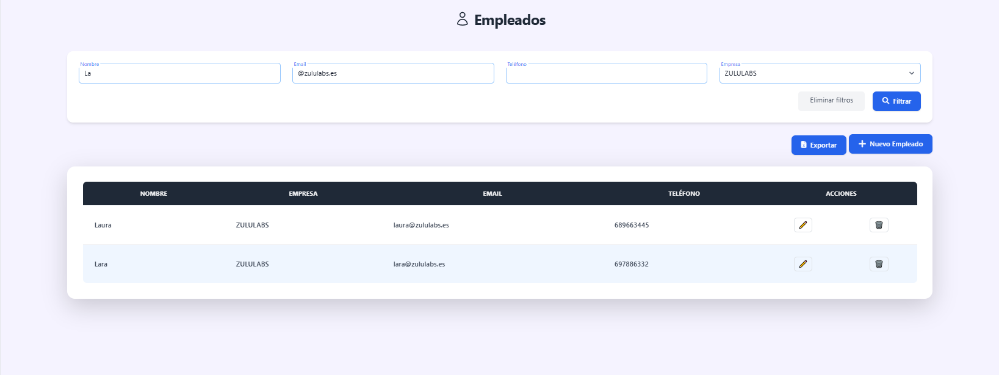 Empleados
Nombre Email Teléfono Empresa
La @zululabs.es ZULULABS
Eliminar filtros Filtrar
Exportar Nuevo Empleado
NOMBRE EMPRESA EMAIL TELÉFONO ACCIONES
Laura ZULULABS laura@zululabs.es 689663445
Lara ZULULABS lara@zululabs.es 697886332